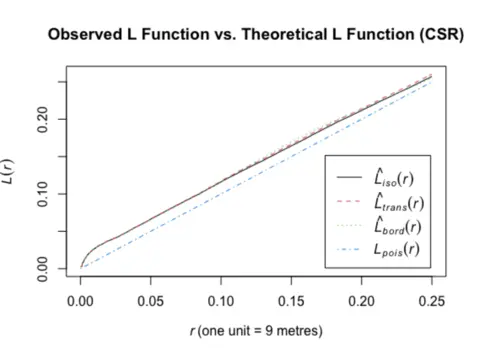 Observed L Function vs. Theoretical L Function (CSR)
L(r)
0.20
0.10
0.00
L̂iso(r)
L̂trans(r)
L̂bord(r)
Lpois(r)
0.00 0.05 0.10 0.15 0.20 0.25
r (one unit = 9 metres)